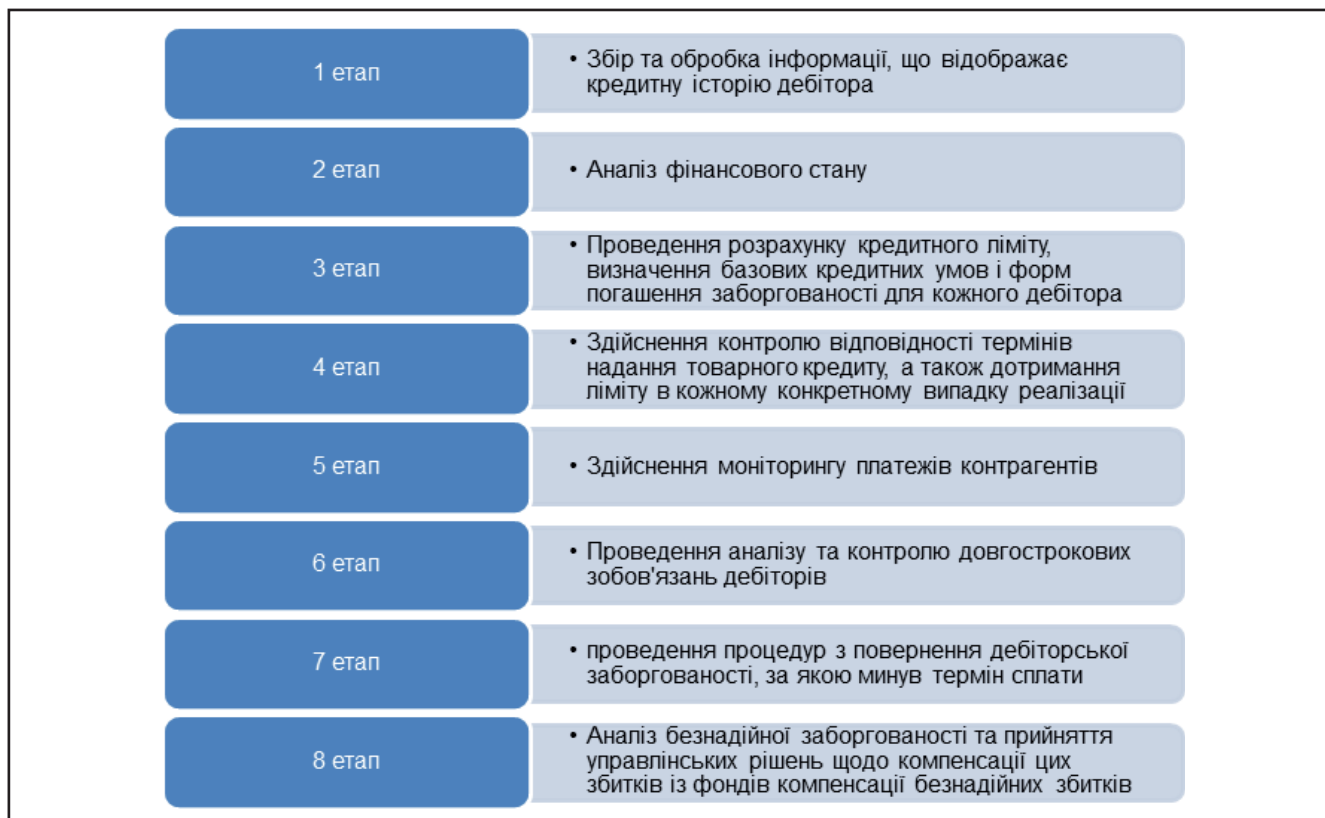 1 етап
• Збір та обробка інформації, що відображає
кредитну історію дебітора
2 етап
• Аналіз фінансового стану
3 етап
• Проведення розрахунку кредитного ліміту,
визначення базових кредитних умов і форм
погашення заборгованості для кожного дебітора
4 етап
• Здійснення контролю відповідності термінів
надання товарного кредиту, а також дотримання
ліміту в кожному конкретному випадку реалізації
5 етап
• Здійснення моніторингу платежів контрагентів
6 етап
• Проведення аналізу та контролю довгострокових
зобов'язань дебіторів
7 етап
• проведення процедур з повернення дебіторської
заборгованості, за якою минув термін сплати
8 етап
• Аналіз безнадійної заборгованості та прийняття
управлінських рішень щодо компенсації цих
збитків із фондів компенсації безнадійних збитків